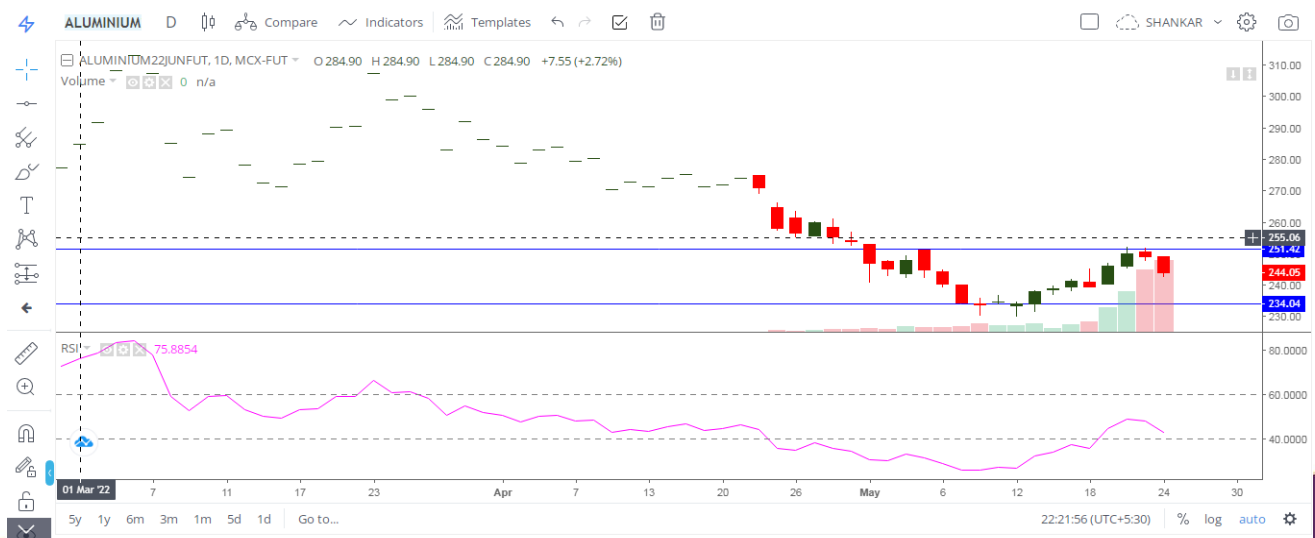 ALUMINIUM D Compare Indicators Templates SHANKAR
ALUMINIUM22JUNFUT, 1D, MCX-FUT O 284.90 H 284.90 L 284.90 C 284.90 +7.55 (+2.72%)
Volume 0 n/a
310.00
300.00
290.00
280.00
270.00
260.00
255.06
251.42
244.05
240.00
234.04
230.00
RSI 75.8854
80.0000
60.0000
40.0000
01 Mar '22 7 11 17 23 Apr 7 13 20 26 May 6 12 18 24 30
5y 1y 6m 3m 1m 5d 1d Go to... 22:21:56 (UTC+5:30) % log auto